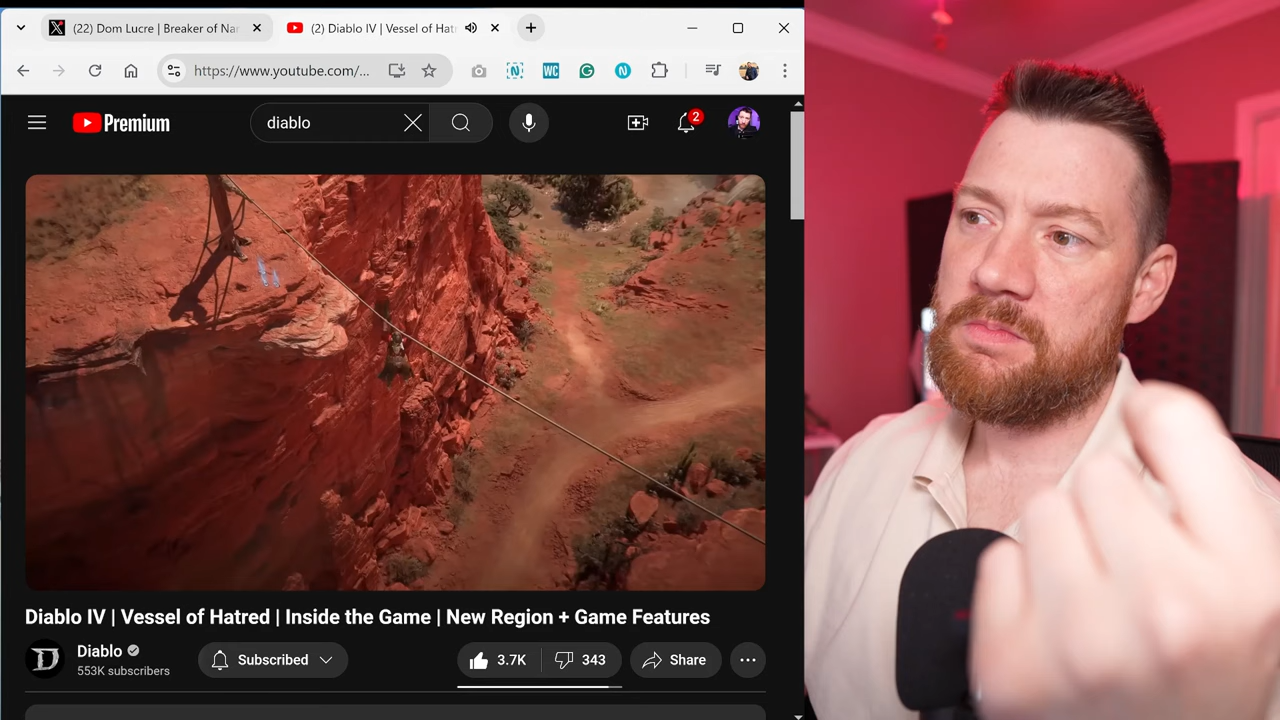 (22) Dom Lucre | Breaker of Nar
(2) Diablo IV | Vessel of Hat
https://www.youtube.com/...
N
WC
G
N
Premium
diablo
2
Diablo IV | Vessel of Hatred | Inside the Game | New Region + Game Features
Diablo
553K subscribers
Subscribed
3.7K
343
Share